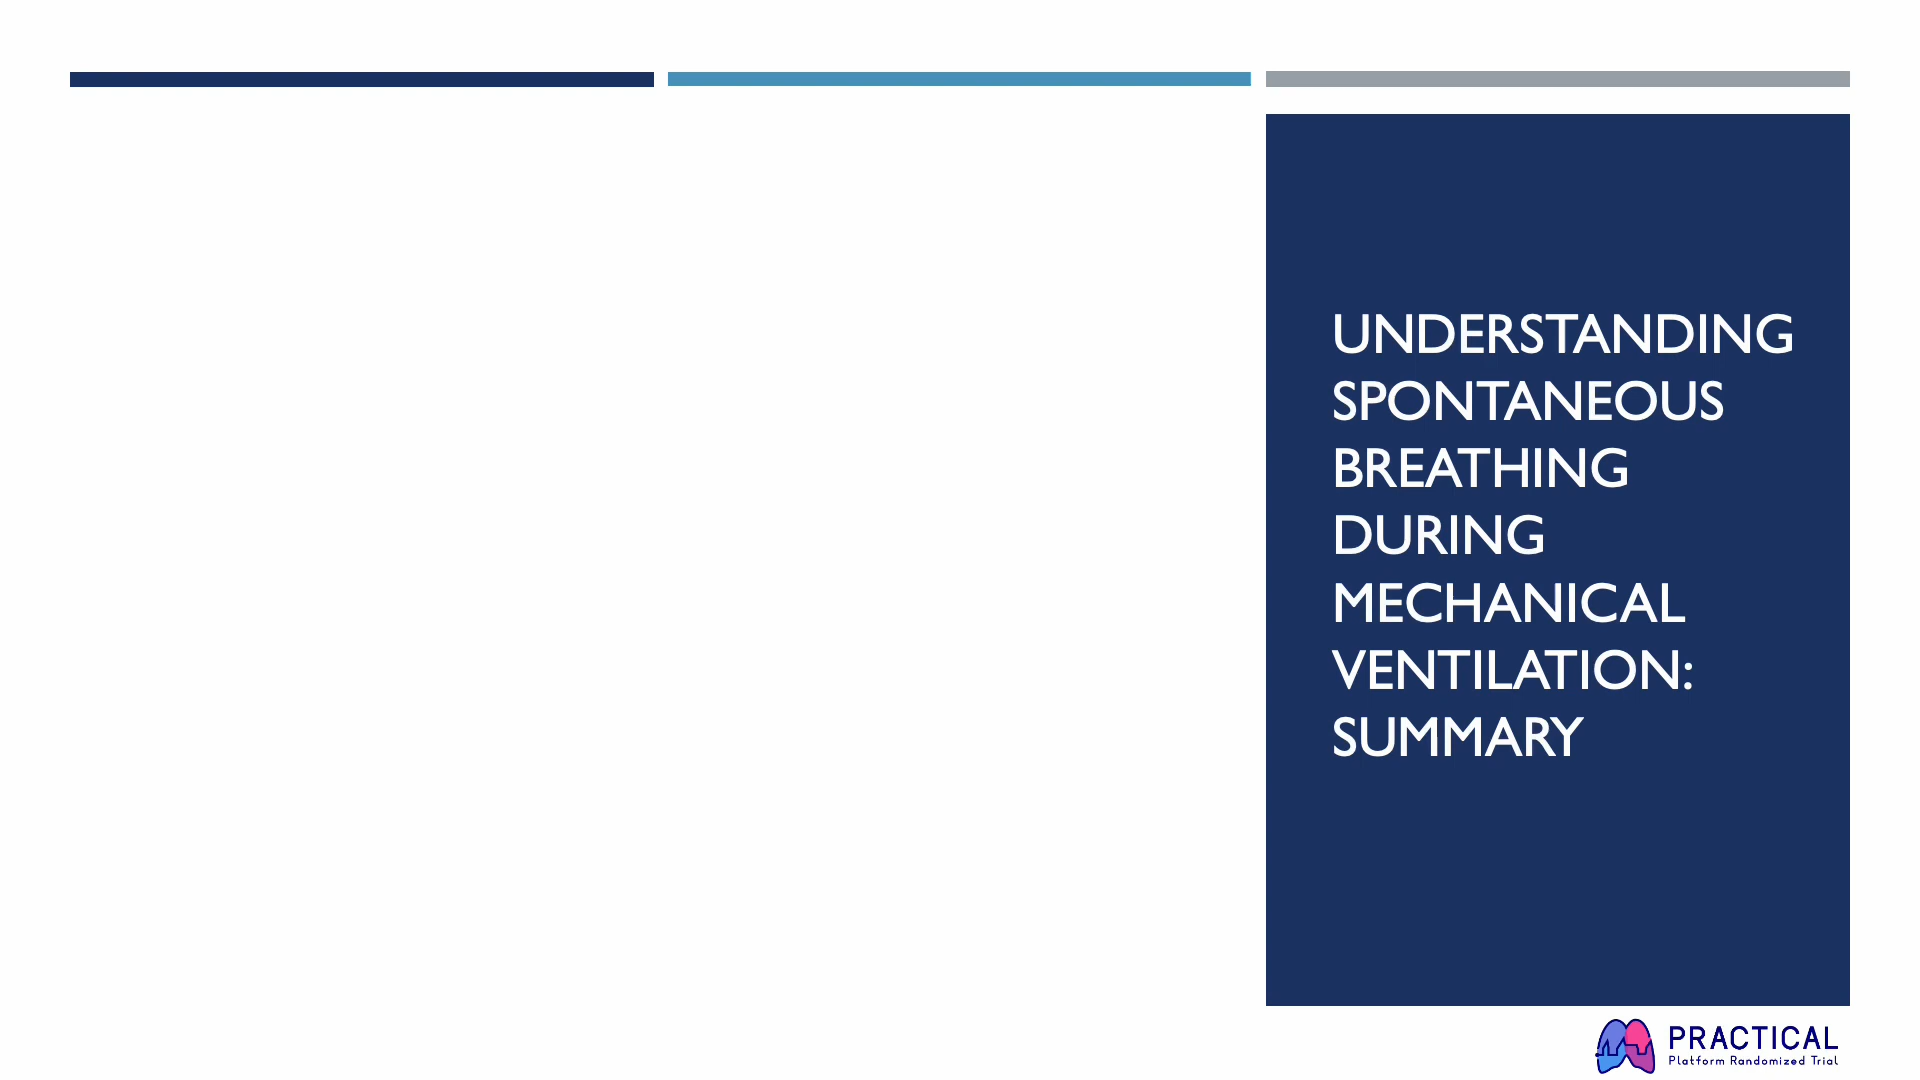 UNDERSTANDING
SPONTANEOUS
BREATHING
DURING
MECHANICAL
VENTILATION:
SUMMARY
PRACTICAL
Platform Randomized Trial